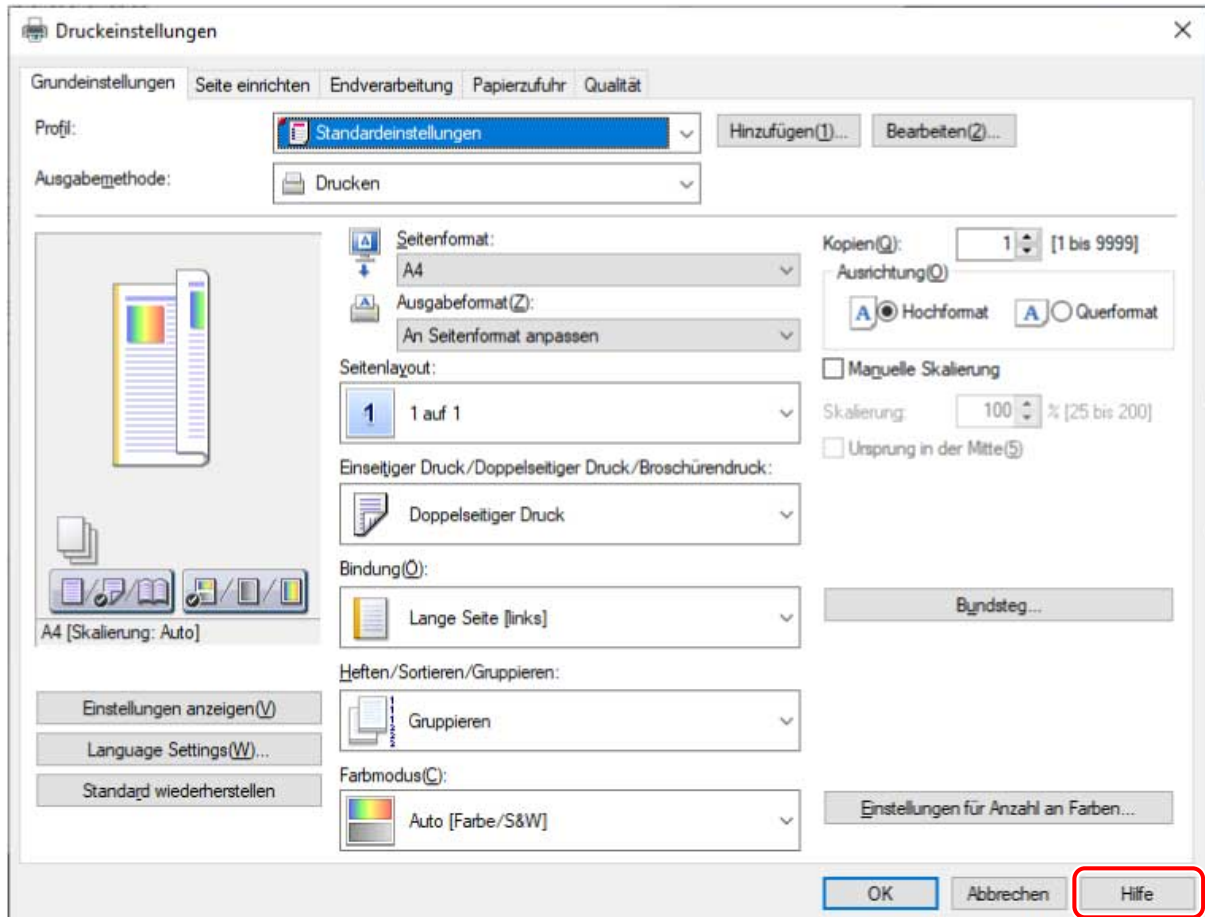 Druckeinstellungen
Grundeinstellungen Seite einrichten Endverarbeitung Papierzufuhr Qualität
Profil: Standardeinstellungen Hinzufügen(1)... Bearbeiten(2)...
Ausgabemethode: Drucken
Seitenformat:
A4
Ausgabeformat(Z):
An Seitenformat anpassen
Seitenlayout:
1 1 auf 1
Einseitiger Druck/Doppelseitiger Druck/Broschürendruck:
Doppelseitiger Druck
Bindung(Ö):
Lange Seite [links]
Heften/Sortieren/Gruppieren:
Gruppieren
Farbmodus(C):
Auto [Farbe/S&W]
Kopien(Q): 1 [1 bis 9999]
Ausrichtung(O)
A Hochformat A Querformat
Manuelle Skalierung
Skalierung: 100 % [25 bis 200]
Ursprung in der Mitte(5)
Bundsteg...
Einstellungen für Anzahl an Farben...
A4 [Skalierung: Auto]
Einstellungen anzeigen(V)
Language Settings(W)...
Standard wiederherstellen
OK Abbrechen Hilfe